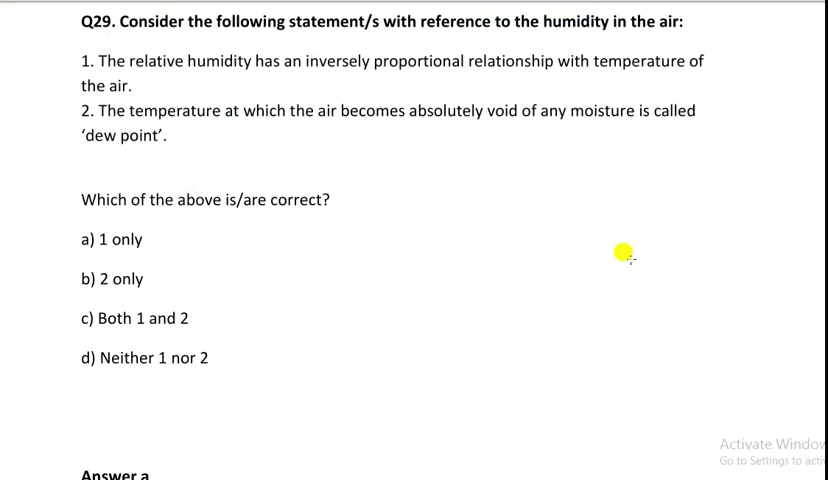 Q29. Consider the following statement/s with reference to the humidity in the air:
1. The relative humidity has an inversely proportional relationship with temperature of
the air.
2. The temperature at which the air becomes absolutely void of any moisture is called
‘dew point’.
Which of the above is/are correct?
a) 1 only
b) 2 only
c) Both 1 and 2
d) Neither 1 nor 2
Activate Window
Go to Settings to acti
Answer a